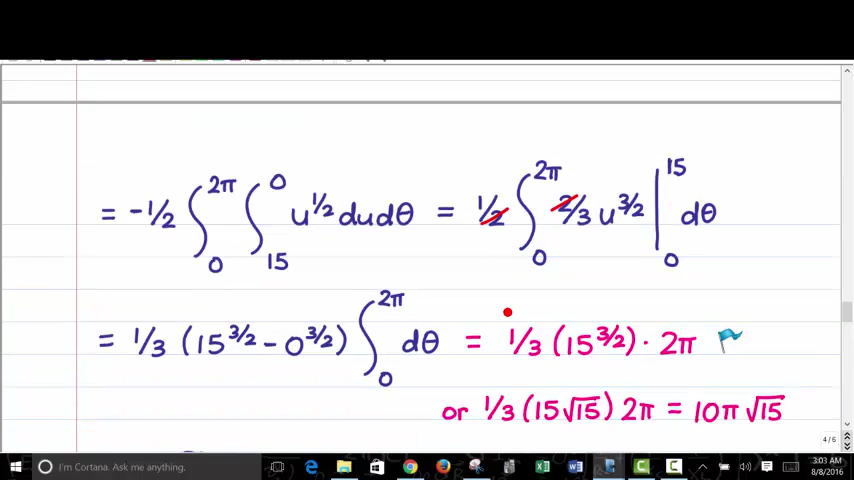 = -1/2 ∫₀^2π ∫₁₅^0 u^1/2 du dθ = 1/2 ∫₀^2π 2/3 u^3/2 |₀^15 dθ
= 1/3 (15^3/2 - 0^3/2) ∫₀^2π dθ = 1/3 (15^3/2) · 2π
or 1/3 (15√15) 2π = 10π√15
4/6
I'm Cortana. Ask me anything.
3:03 AM
8/8/2016